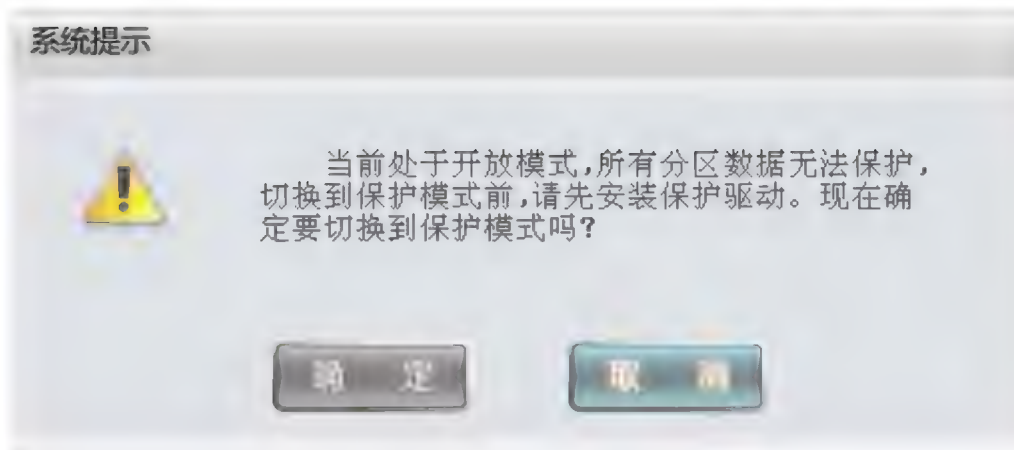 系统提示
当前处于开放模式,所有分区数据无法保护,
切换到保护模式前,请先安装保护驱动。现在确
定要切换到保护模式吗?
确 定
取 消